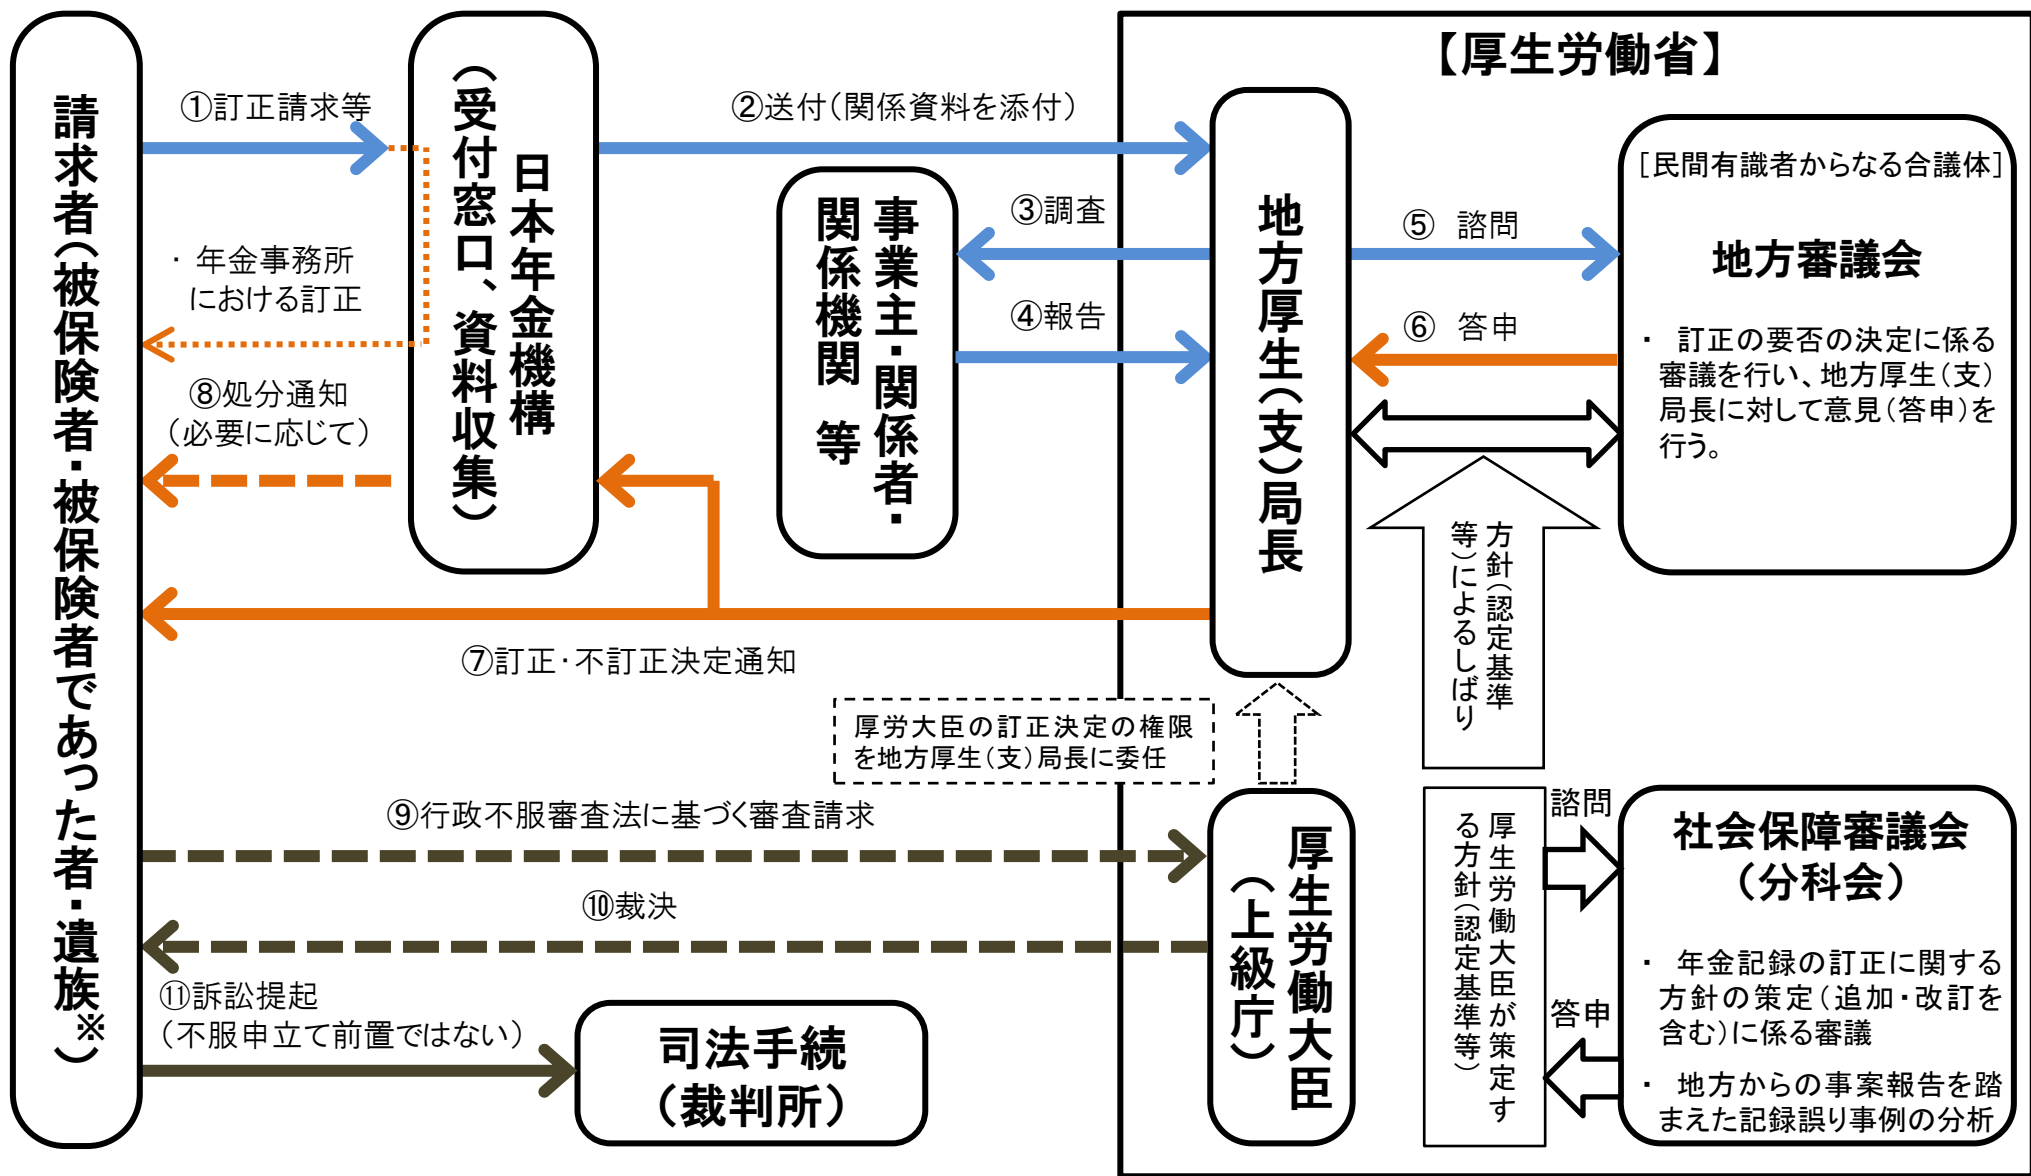 【厚生労働省】
請求者(被保険者・被保険者であった者・遺族※)
①訂正請求等
・年金事務所
における訂正
⑧処分通知
(必要に応じて)
日本年金機構
(受付窓口、資料収集)
②送付(関係資料を添付)
事業主・関係者・
関係機関 等
③調査
④報告
地方厚生(支)局長
⑤ 諮問
⑥ 答申
[民間有識者からなる合議体]
地方審議会
・ 訂正の要否の決定に係る
審議を行い、地方厚生(支)
局長に対して意見(答申)を
行う。
方針(認定基準
等)によるしばり
⑦訂正・不訂正決定通知
厚労大臣の訂正決定の権限
を地方厚生(支)局長に委任
⑨行政不服審査法に基づく審査請求
⑩裁決
⑪訴訟提起
(不服申立て前置ではない)
司法手続
(裁判所)
厚生労働大臣
(上級庁)
厚生労働大臣が策定す
る方針(認定基準等)
諮問
答申
社会保障審議会
(分科会)
・ 年金記録の訂正に関する
方針の策定(追加・改訂を
含む)に係る審議
・ 地方からの事案報告を踏
まえた記録誤り事例の分析